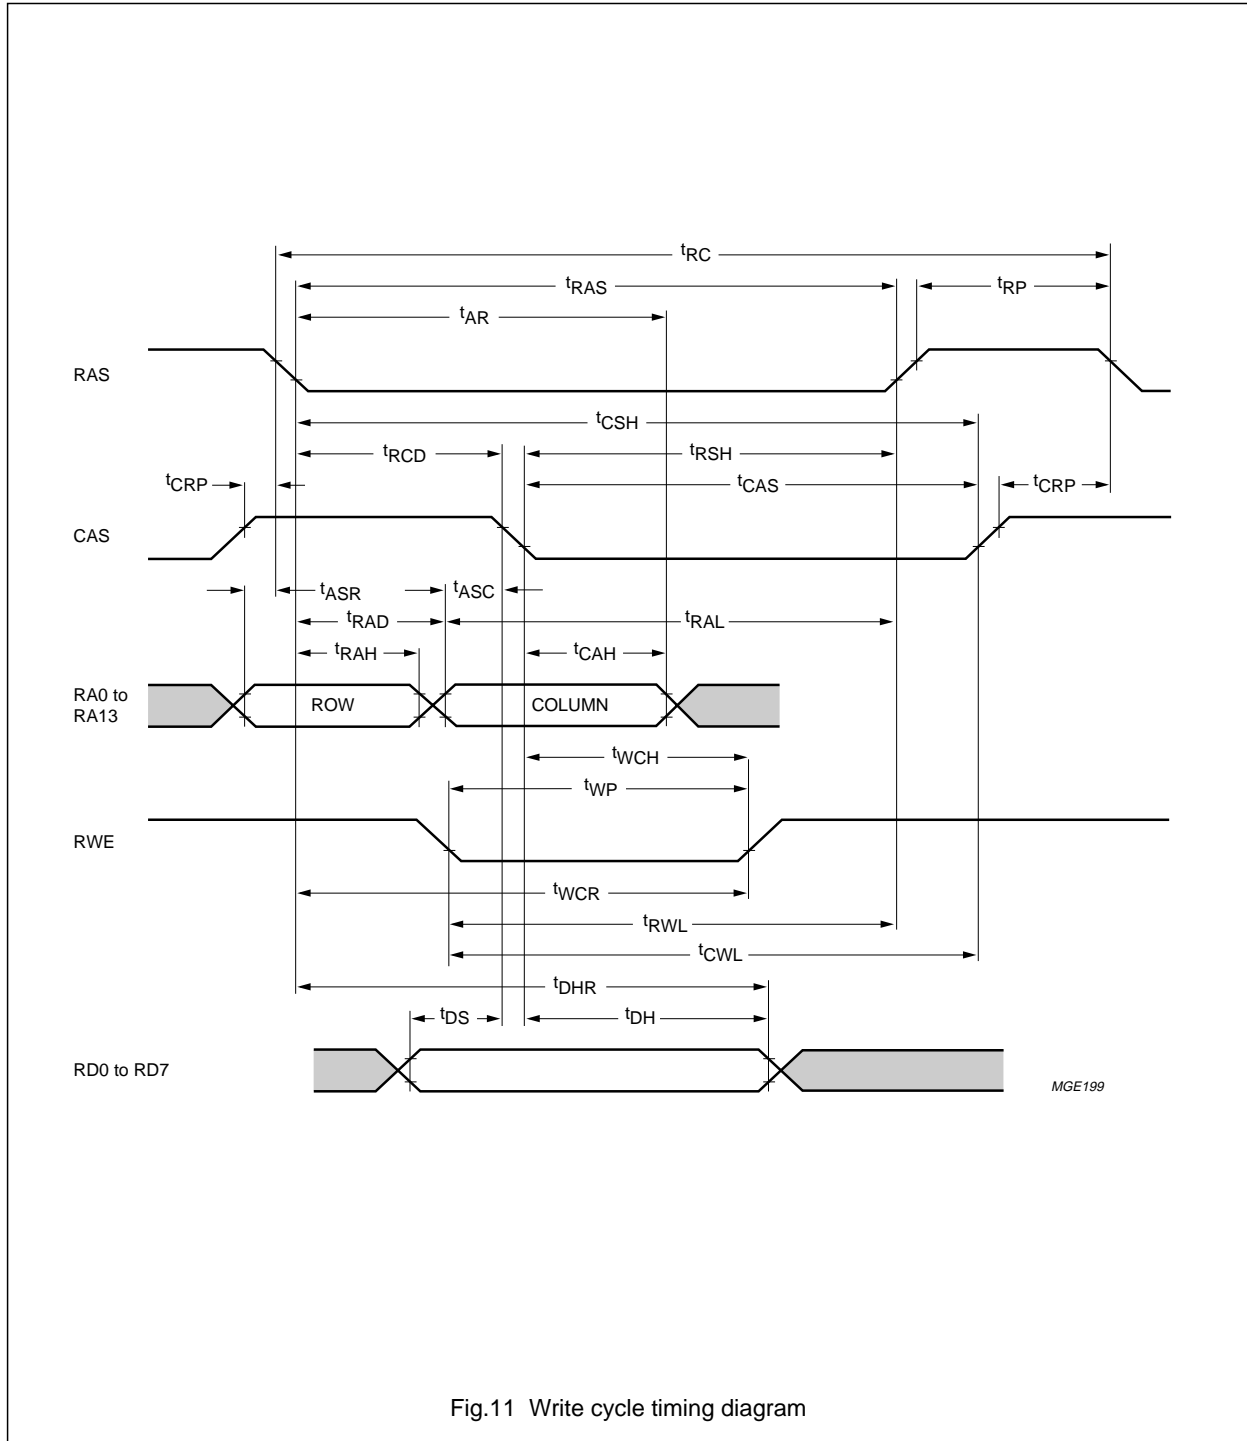 tRC
tRAS
tRP
tAR
RAS
tCSH
tRCD
tRSH
tCRP
tCAS
tCRP
CAS
tASR
tASC
tRAD
tRAL
tRAH
tCAH
RA0 to
RA13
ROW
COLUMN
tWCH
tWP
RWE
tWCR
tRWL
tCWL
tDHR
tDS
tDH
RD0 to RD7
MGE199
Fig.11 Write cycle timing diagram